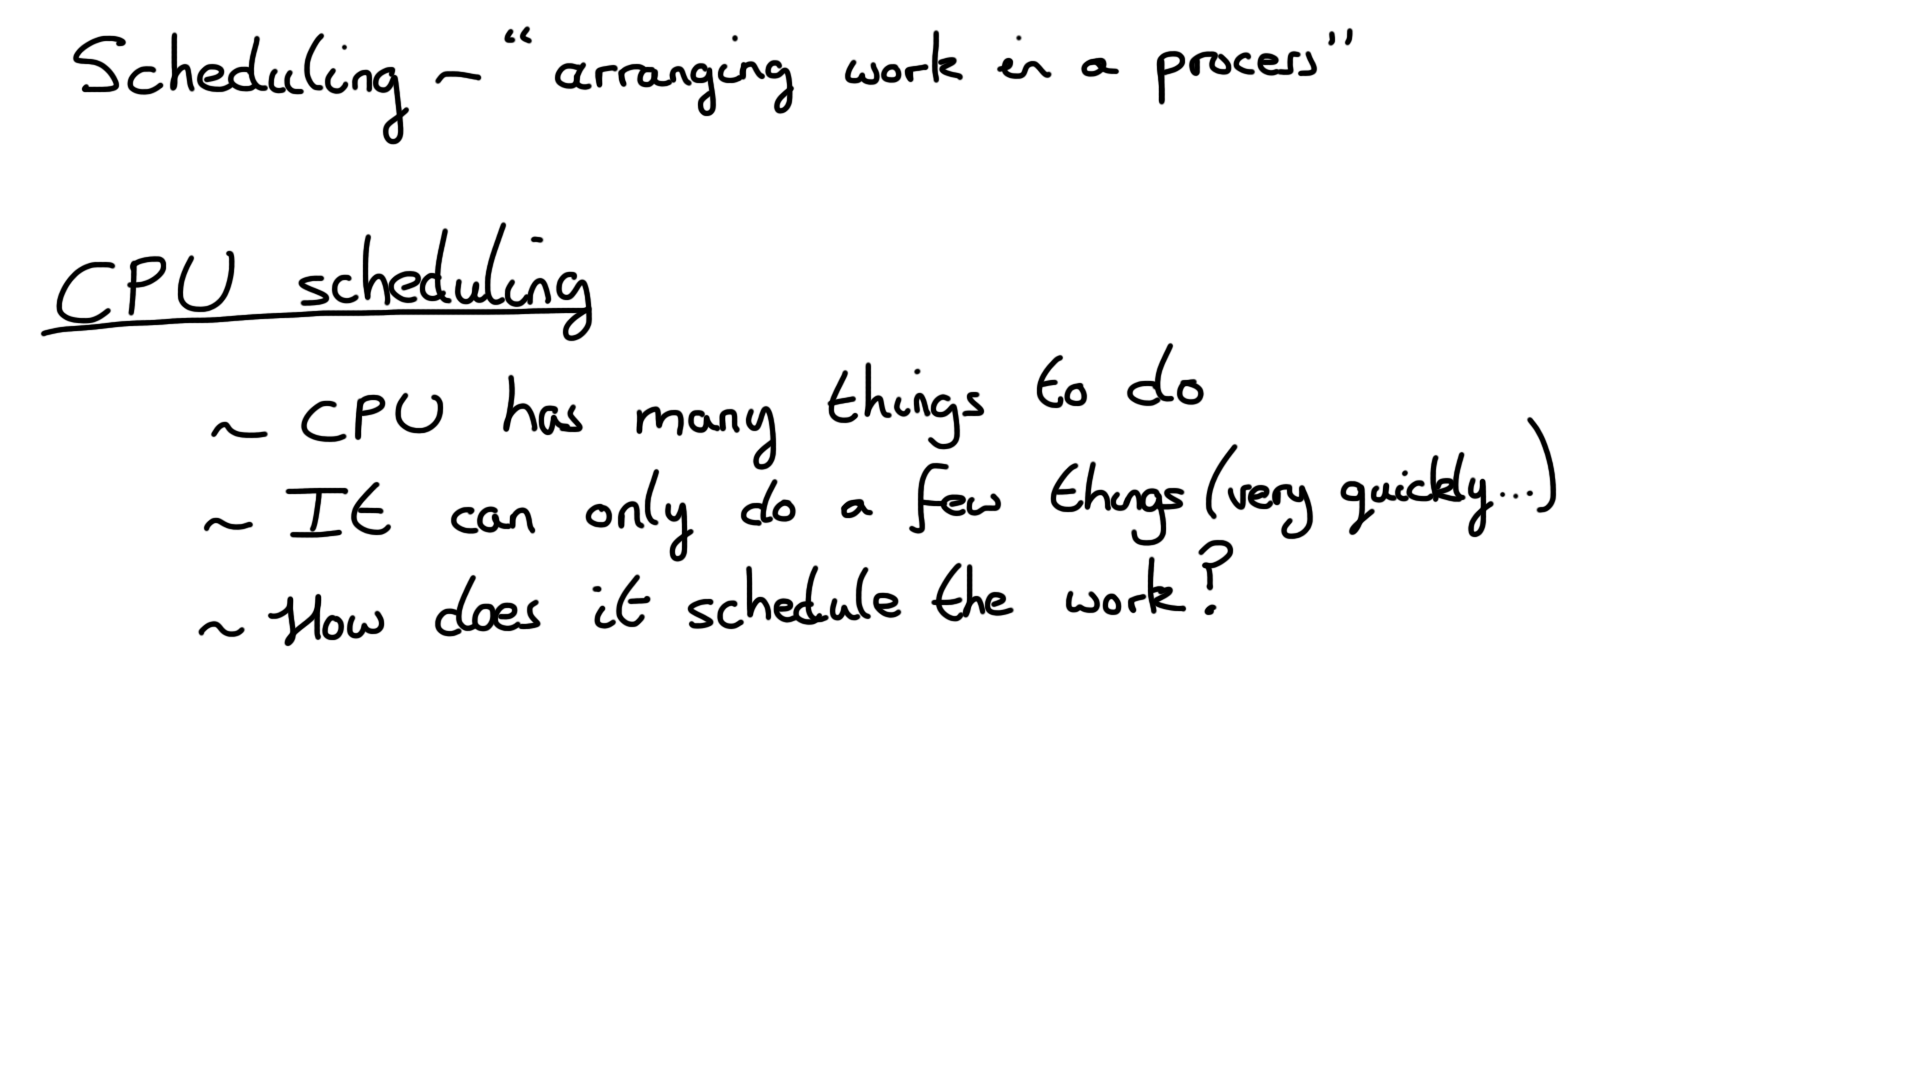 Scheduling ~ "arranging work in a process"
CPU scheduling
~ CPU has many things to do
~ It can only do a few things (very quickly...)
~ How does it schedule the work?